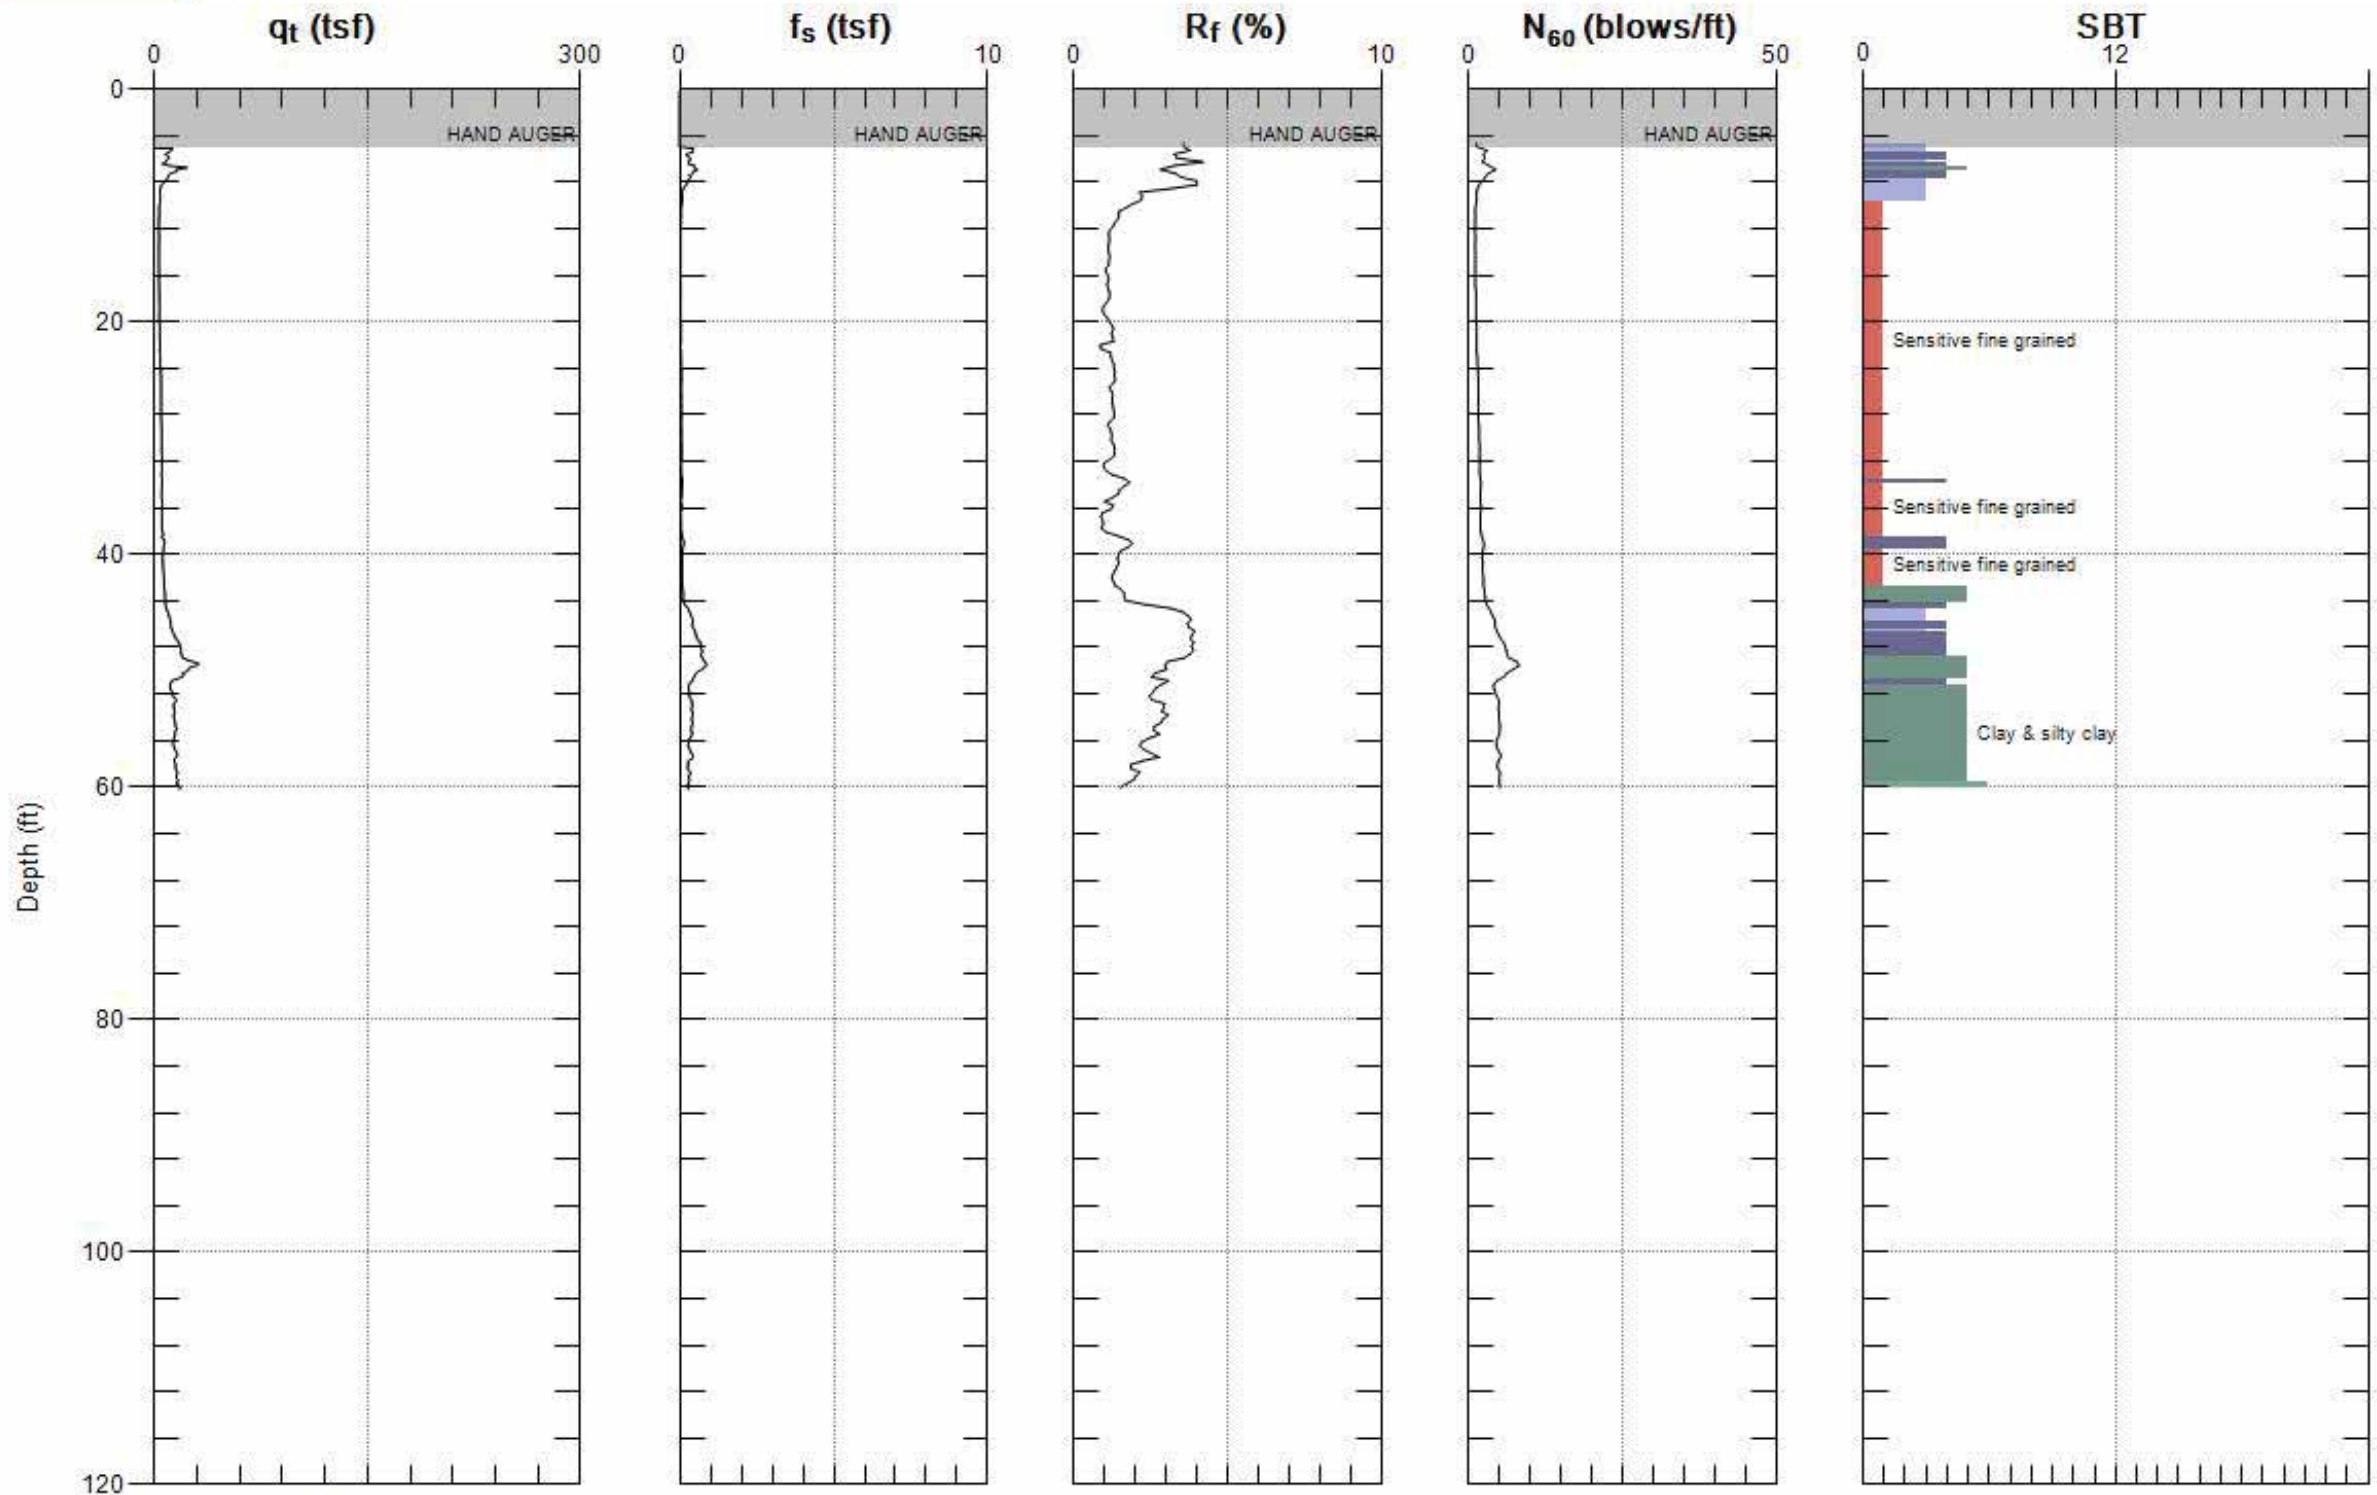 qt (tsf) fs (tsf) Rf (%) N60 (blows/ft) SBT
0 300 0 10 0 10 0 50 0 12
0
HAND AUGER HAND AUGER HAND AUGER HAND AUGER
20
Sensitive fine grained
Sensitive fine grained
40
Sensitive fine grained
Clay & silty clay
60
Depth (ft)
80
100
120